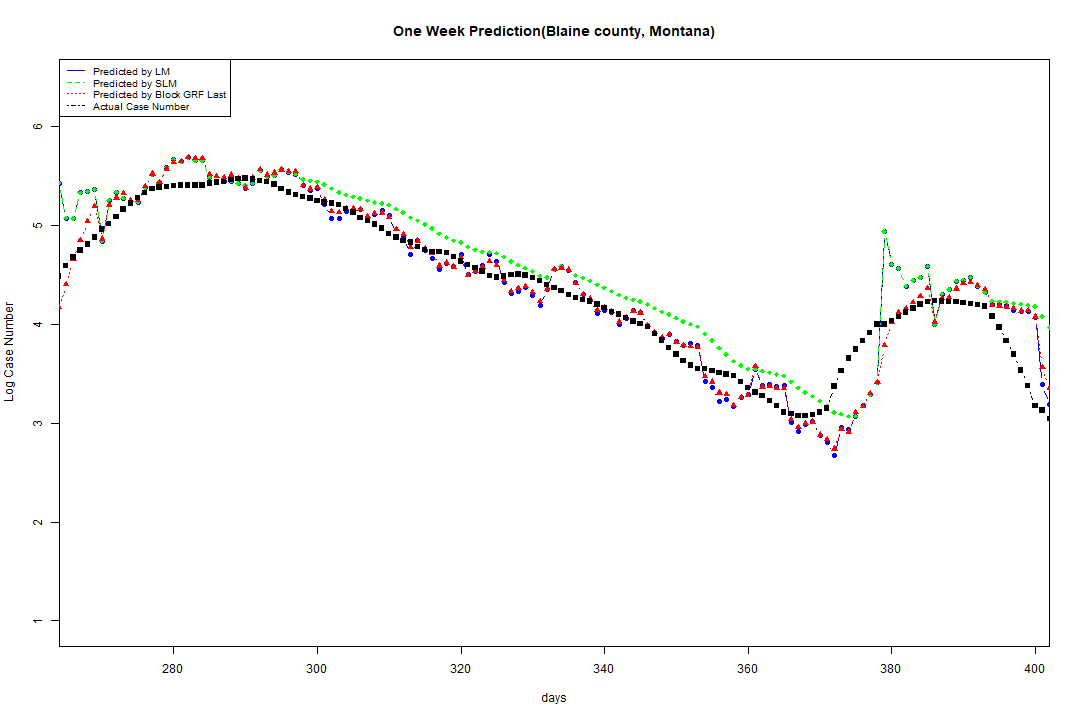 One Week Prediction(Blaine county, Montana)
Predicted by LM
Predicted by SLM
Predicted by Block GRF Last
Actual Case Number
Log Case Number
6
5
4
3
2
1
280 300 320 340 360 380 400
days